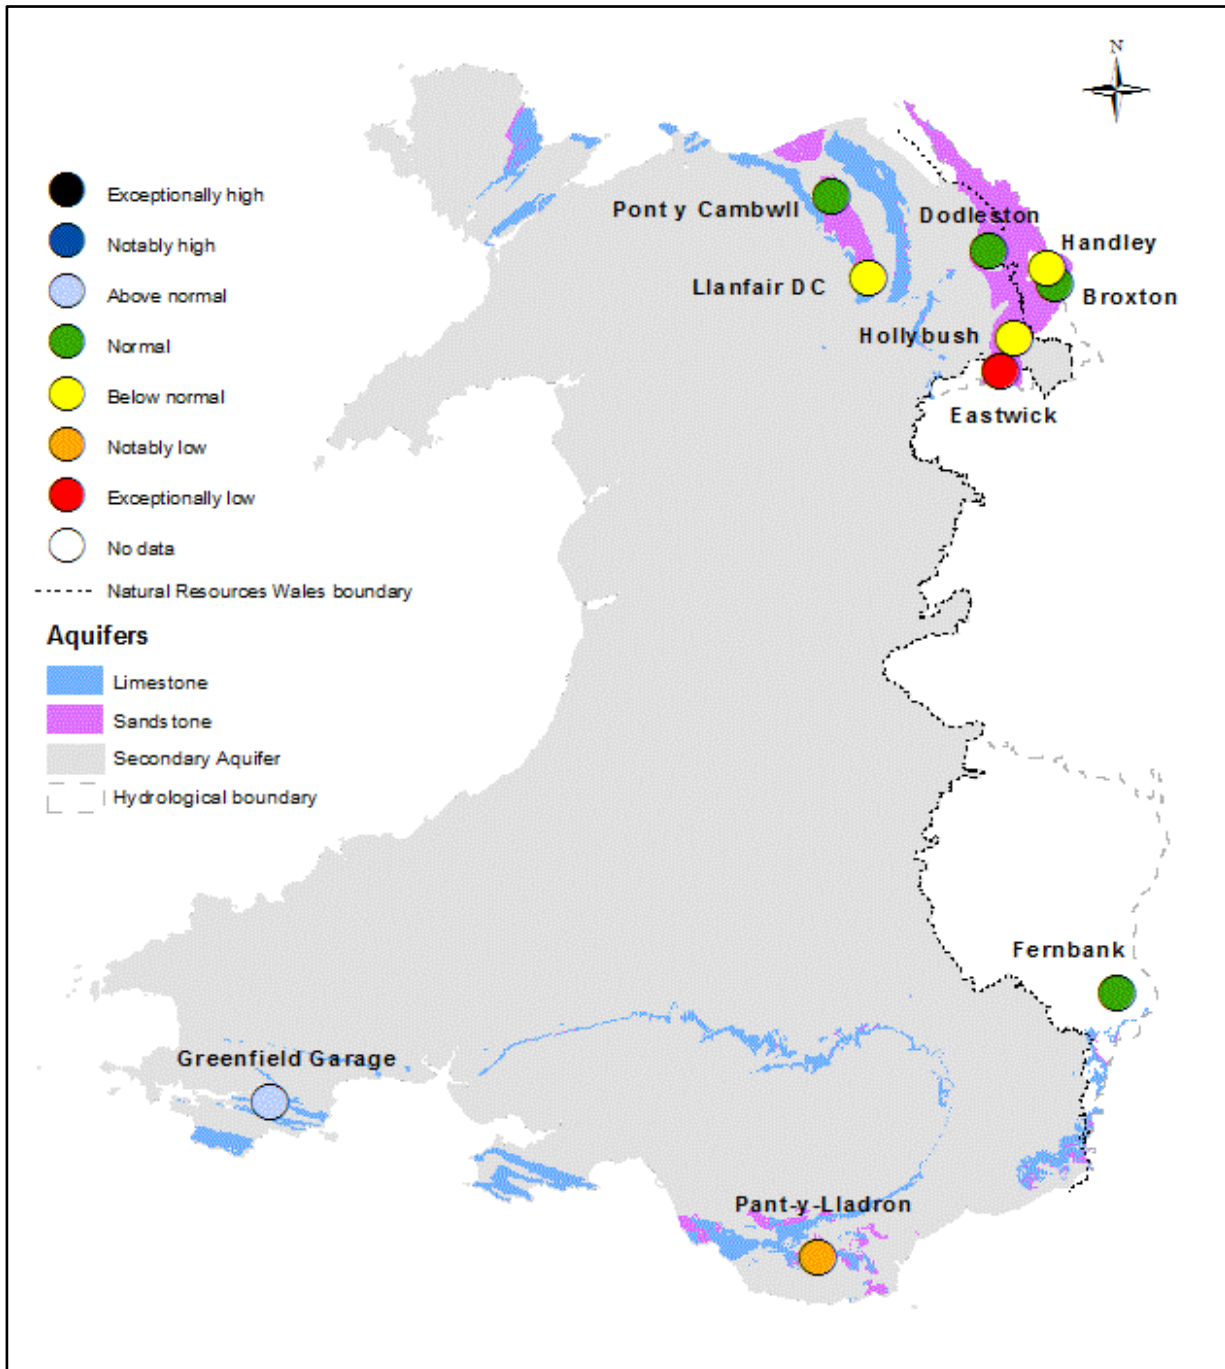 N
Exceptionally high
Notably high
Above normal
Normal
Below normal
Notably low
Exceptionally low
No data
Natural Resources Wales boundary
Aquifers
Limestone
Sandstone
Secondary Aquifer
Hydrological boundary
Pont y Cambwll
Dodleston
Handley
Llanfair DC
Broxton
Hollybush
Eastwick
Fernbank
Greenfield Garage
Pant-y-Lladron